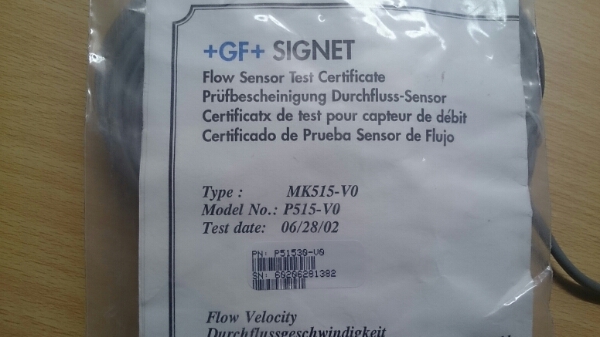 +GF+ SIGNET
Flow Sensor Test Certificate
Prüfbescheinigung Durchfluss-Sensor
Certificatx de test pour capteur de débit
Certificado de Prueba Sensor de Flujo
Type : MK515-V0
Model No.: P515-V0
Test date: 06/28/02
PN: P51530-V0
SN: 60206281382
Flow Velocity
Durchflussgeschwindigkeit